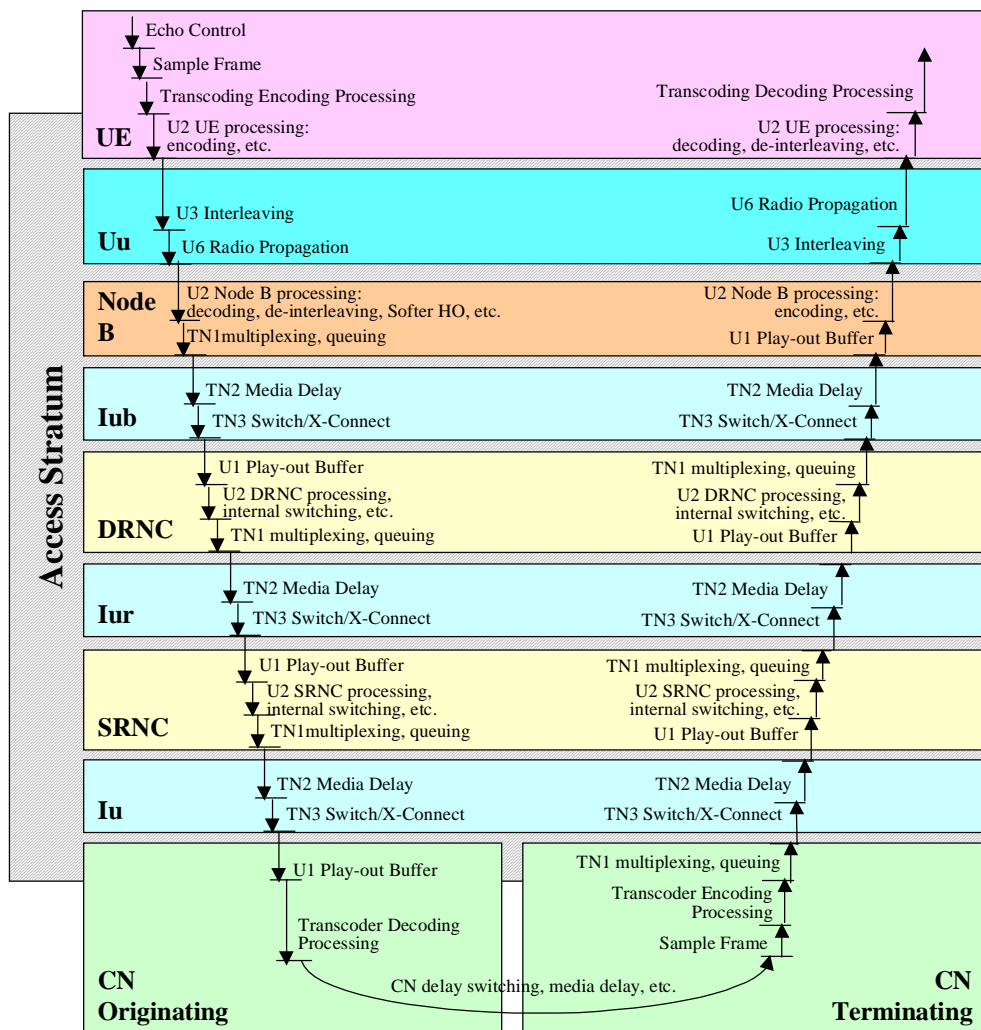 Echo Control
Sample Frame
Transcoding Encoding Processing
Transcoding Decoding Processing
UE
U2 UE processing:
encoding, etc.
U2 UE processing:
decoding, de-interleaving, etc.
U3 Interleaving
U6 Radio Propagation
Uu
U6 Radio Propagation
U3 Interleaving
Node
B
U2 Node B processing:
decoding, de-interleaving, Softer HO, etc.
TN1multiplexing, queuing
U2 Node B processing:
encoding, etc.
U1 Play-out Buffer
Access Stratum
Iub
TN2 Media Delay
TN3 Switch/X-Connect
TN2 Media Delay
TN3 Switch/X-Connect
DRNC
U1 Play-out Buffer
U2 DRNC processing,
internal switching, etc.
TN1 multiplexing, queuing
TN1 multiplexing, queuing
U2 DRNC processing,
internal switching, etc.
U1 Play-out Buffer
Iur
TN2 Media Delay
TN3 Switch/X-Connect
TN2 Media Delay
TN3 Switch/X-Connect
SRNC
U1 Play-out Buffer
U2 SRNC processing,
internal switching, etc.
TN1multiplexing, queuing
TN1 multiplexing, queuing
U2 SRNC processing,
internal switching, etc.
U1 Play-out Buffer
Iu
TN2 Media Delay
TN3 Switch/X-Connect
TN2 Media Delay
TN3 Switch/X-Connect
U1 Play-out Buffer
Transcoder Decoding
Processing
TN1 multiplexing, queuing
Transcoder Encoding
Processing
Sample Frame
CN delay switching, media delay, etc.
CN
Originating
CN
Terminating